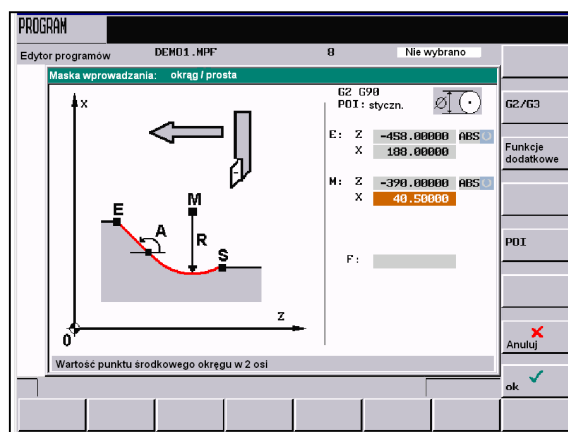 PROGRAM
Edytor programów DEMO1.MPF 8 Nie wybrano
Maska wprowadzania: okrąg / prosta
G2 G90
POI: styczn.
G2/G3
E: Z -458.00000 ABS
X 188.00000
Funkcje
dodatkowe
M: Z -390.00000 ABS
X 40.50000
X
E
M
A
R
S
F:
POI
Z
0
Anuluj
Wartość punktu środkowego okręgu w 2 osi
ok